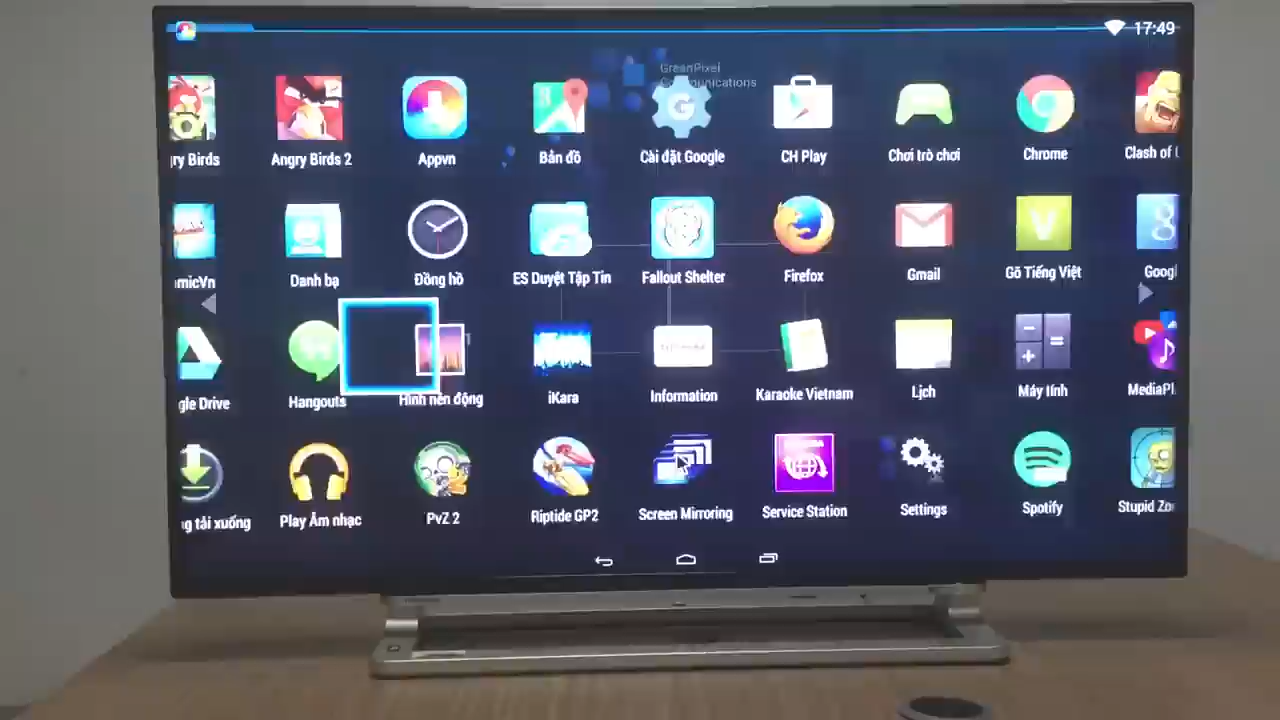 17:49
GreenPixel
Communications
ry Birds
Angry Birds 2
Appvn
Bản đồ
Cài đặt Google
CH Play
Chơi trò chơi
Chrome
Clash of
micVn
Danh bạ
Đồng hồ
ES Duyệt Tập Tin
Fallout Shelter
Firefox
Gmail
Gõ Tiếng Việt
Googl
gle Drive
Hangouts
Hình nền động
iKara
Information
Karaoke Vietnam
Lịch
Máy tính
MediaPl
g tải xuống
Play Âm nhạc
PvZ 2
Riptide GP2
Screen Mirroring
Service Station
Settings
Spotify
Stupid Zo